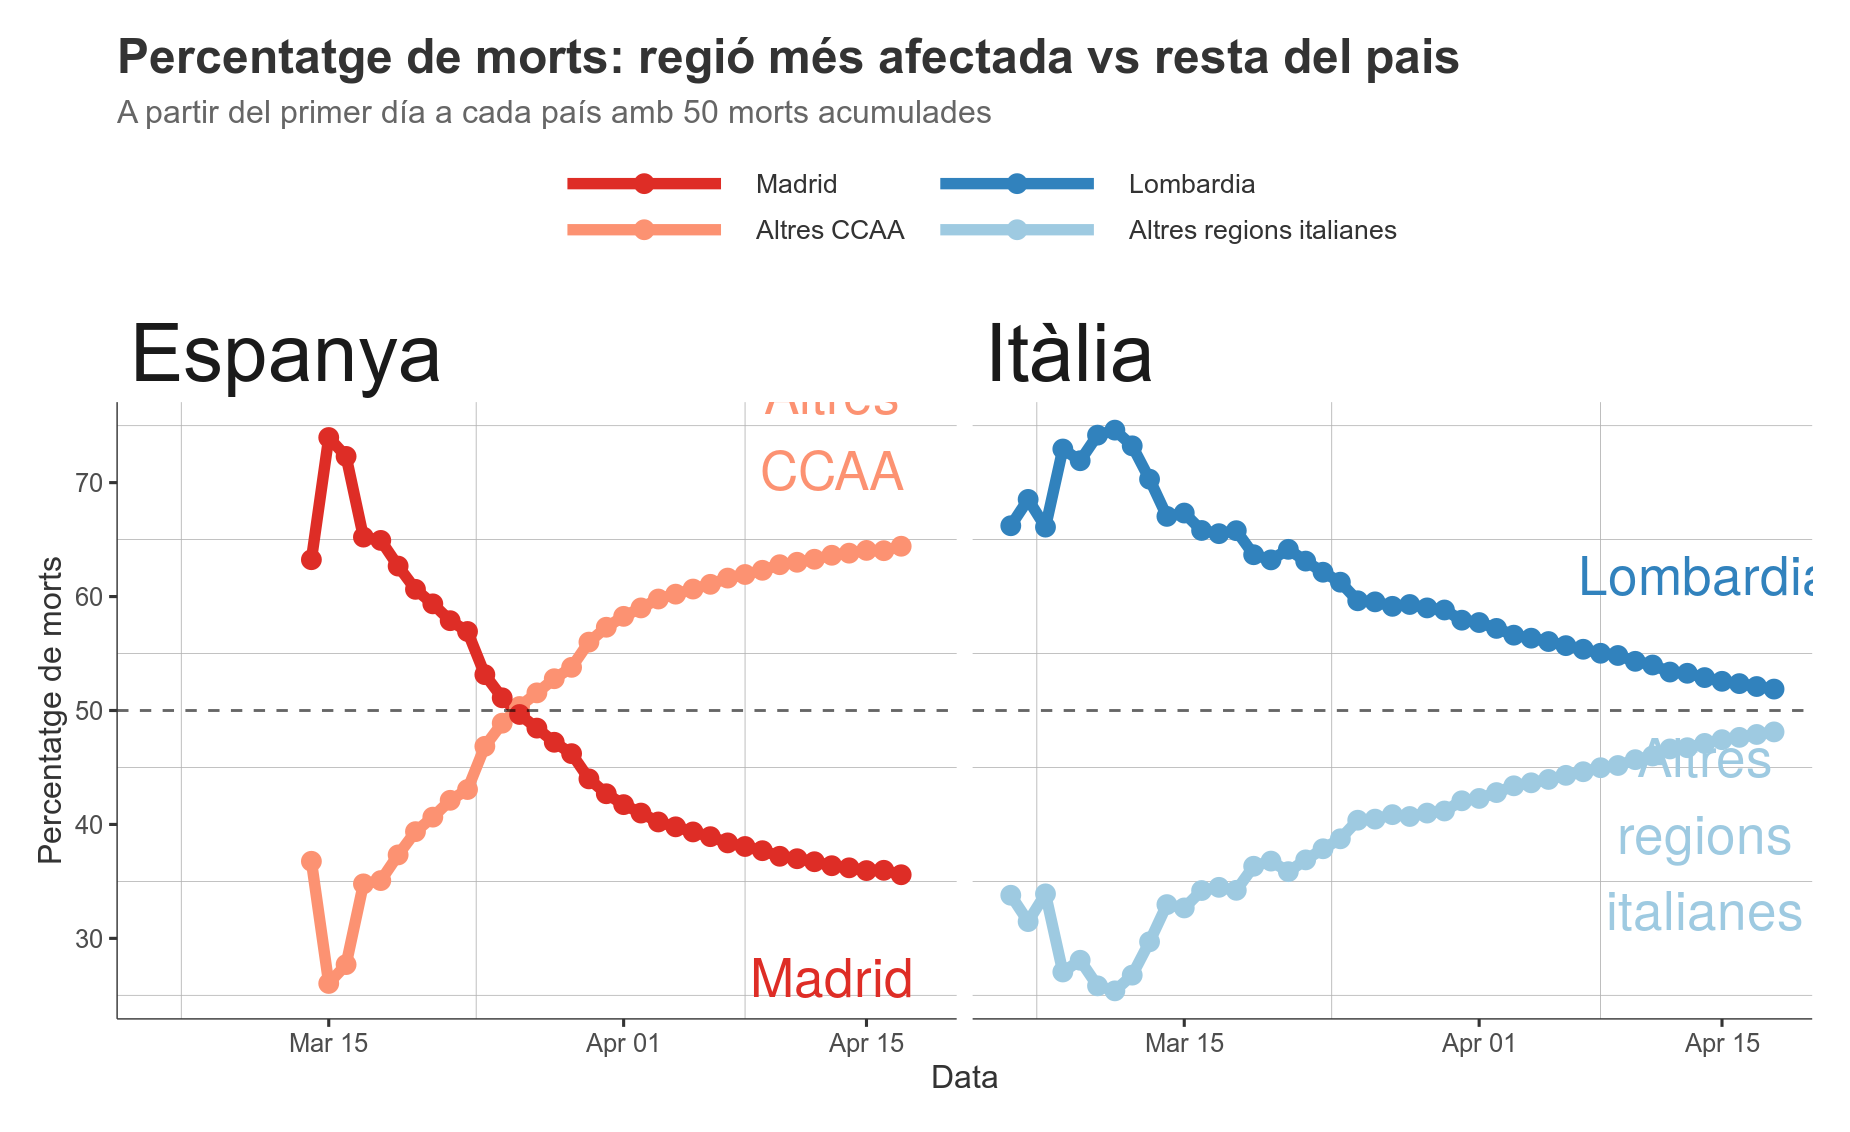 Percentatge de morts: regió més afectada vs resta del pais
A partir del primer día a cada país amb 50 morts acumulades
Madrid
Lombardia
Altres CCAA
Altres regions italianes
Espanya
Itàlia
Altres
CCAA
Madrid
Lombardia
Altres
regions
italianes
Percentatge de morts
70
60
50
40
30
Mar 15
Apr 01
Apr 15
Mar 15
Apr 01
Apr 15
Data